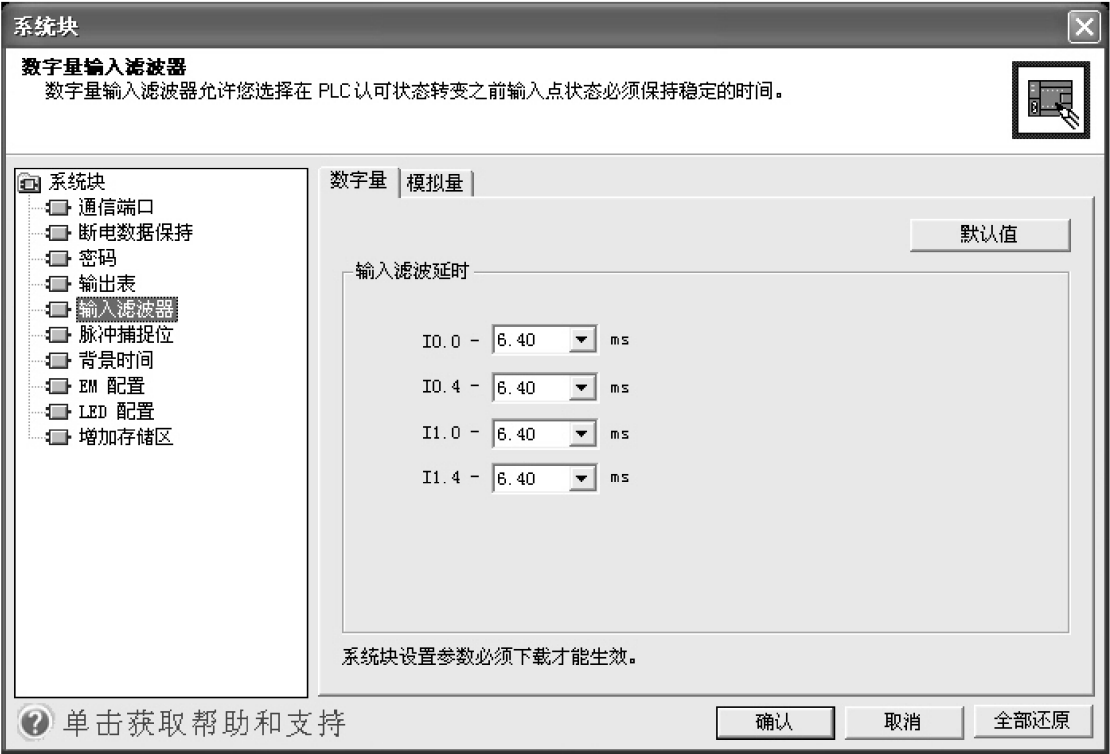 系统块
数字量输入滤波器
数字量输入滤波器允许您选择在 PLC 认可状态转变之前输入点状态必须保持稳定的时间。
系统块
通信端口
断电数据保持
密码
输出表
输入滤波器
脉冲捕捉位
背景时间
EM 配置
LED 配置
增加存储区
数字量 模拟量
默认值
输入滤波延时
I0.0 - 6.40 ms
I0.4 - 6.40 ms
I1.0 - 6.40 ms
I1.4 - 6.40 ms
系统块设置参数必须下载才能生效。
单击获取帮助和支持
确认 取消 全部还原